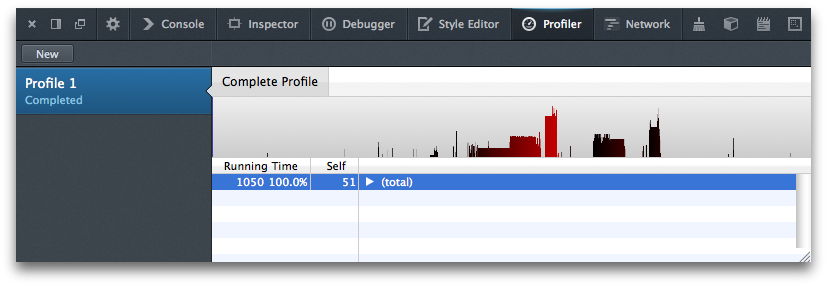 Console Inspector Debugger Style Editor Profiler Network
New
Profile 1
Completed
Complete Profile
Running Time Self
1050 100.0% 51 (total)